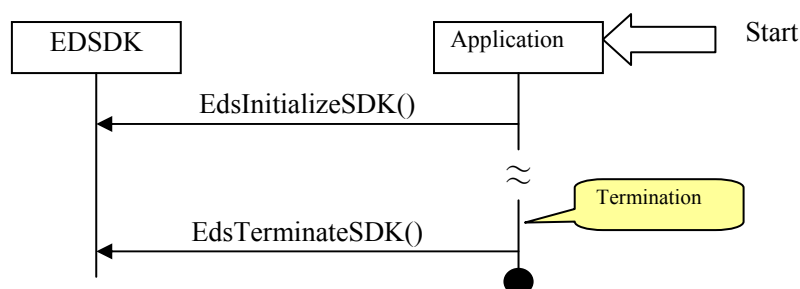 EDSDK
Application
Start
EdsInitializeSDK()
Termination
EdsTerminateSDK()